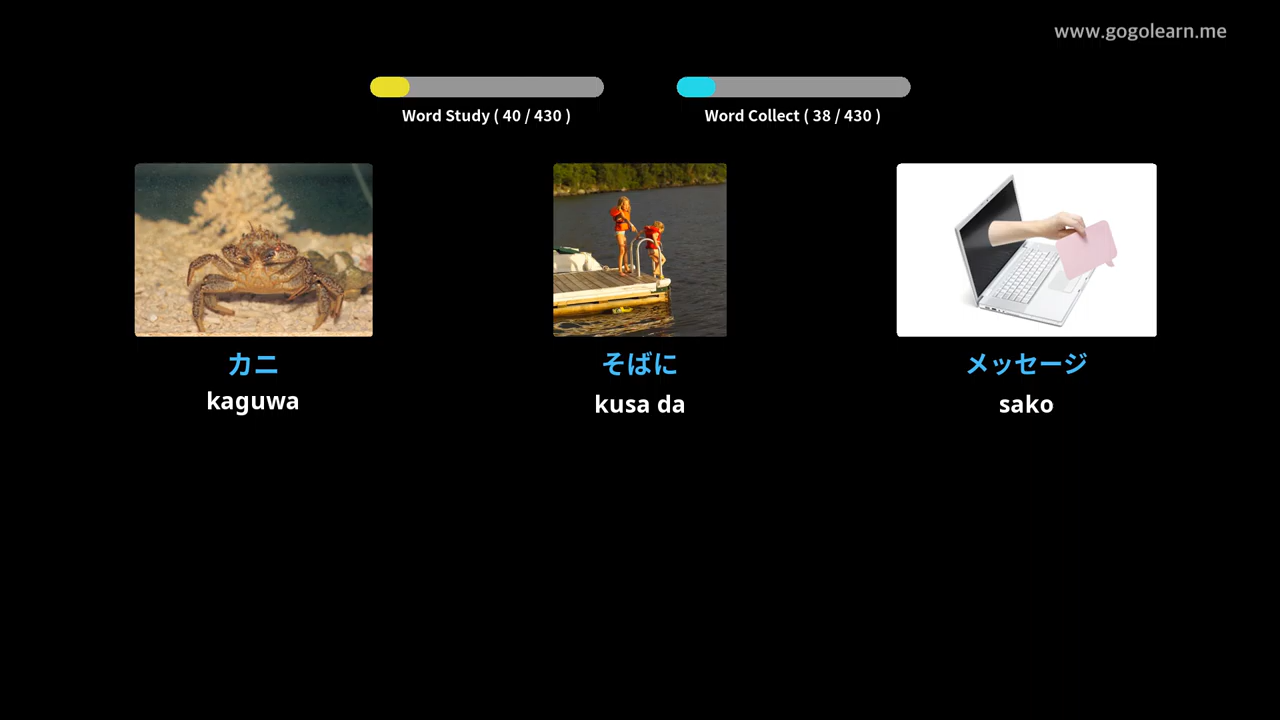 www.gogolearn.me
Word Study ( 40 / 430 )
Word Collect ( 38 / 430 )
カニ
kaguwa
そばに
kusa da
メッセージ
sako